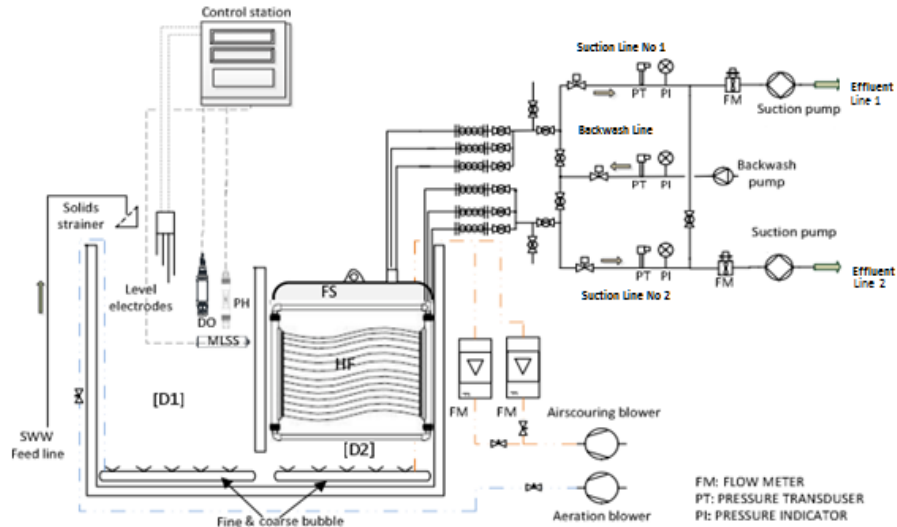 Control station
Suction Line No 1
PT
PI
FM
Suction pump
Effluent
Line 1
Backwash Line
PT
PI
Backwash
pump
Solids
strainer
Suction pump
PT
PI
FM
Effluent
Line 2
Suction Line No 2
Level
electrodes
DO
PH
MLSS
FS
HF
[D1]
[D2]
FM
FM
Airscouring blower
SWW
Feed line
Fine & coarse bubble
Aeration blower
FM: FLOW METER
PT: PRESSURE TRANSDUSER
PI: PRESSURE INDICATOR